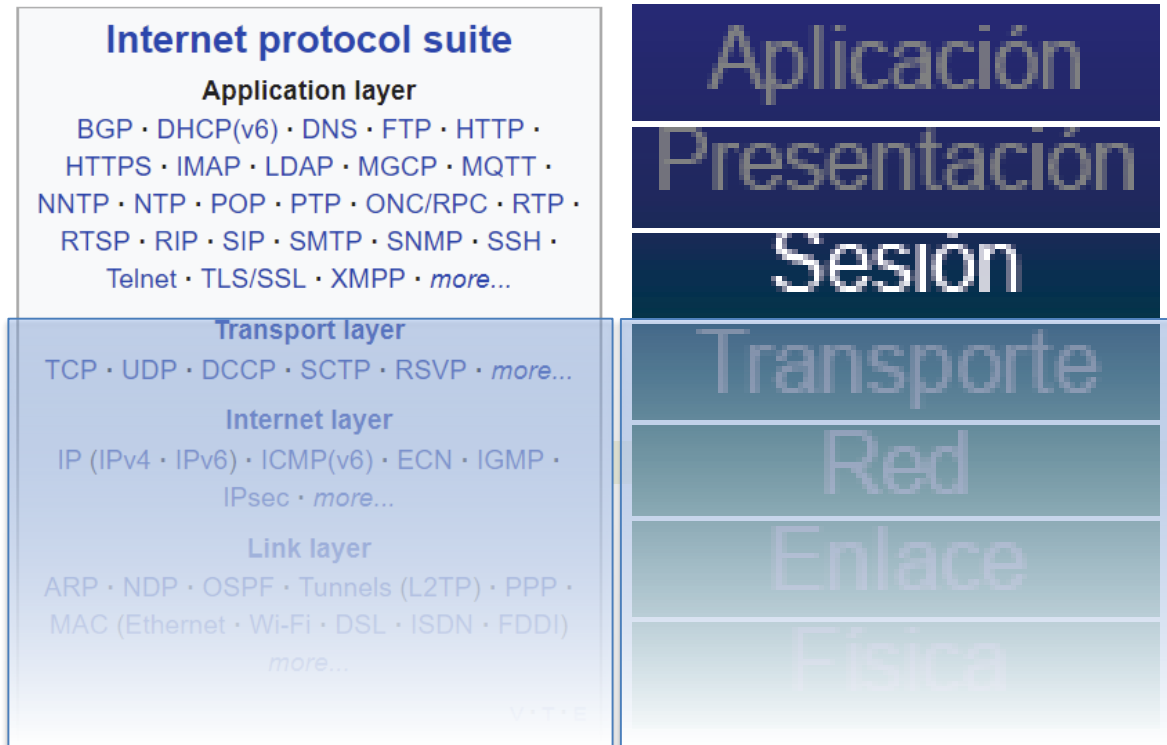 Internet protocol suite
Application layer
BGP · DHCP(v6) · DNS · FTP · HTTP ·
HTTPS · IMAP · LDAP · MGCP · MQTT ·
NNTP · NTP · POP · PTP · ONC/RPC · RTP ·
RTSP · RIP · SIP · SMTP · SNMP · SSH ·
Telnet · TLS/SSL · XMPP · more...
Transport layer
TCP · UDP · DCCP · SCTP · RSVP · more...
Internet layer
IP (IPv4 · IPv6) · ICMP(v6) · ECN · IGMP ·
IPsec · more...
Link layer
ARP · NDP · OSPF · Tunnels (L2TP) · PPP ·
MAC (Ethernet · Wi-Fi · DSL · ISDN · FDDI)
more...
V · T · E
Aplicación
Presentación
Sesión
Transporte
Red
Enlace
Física